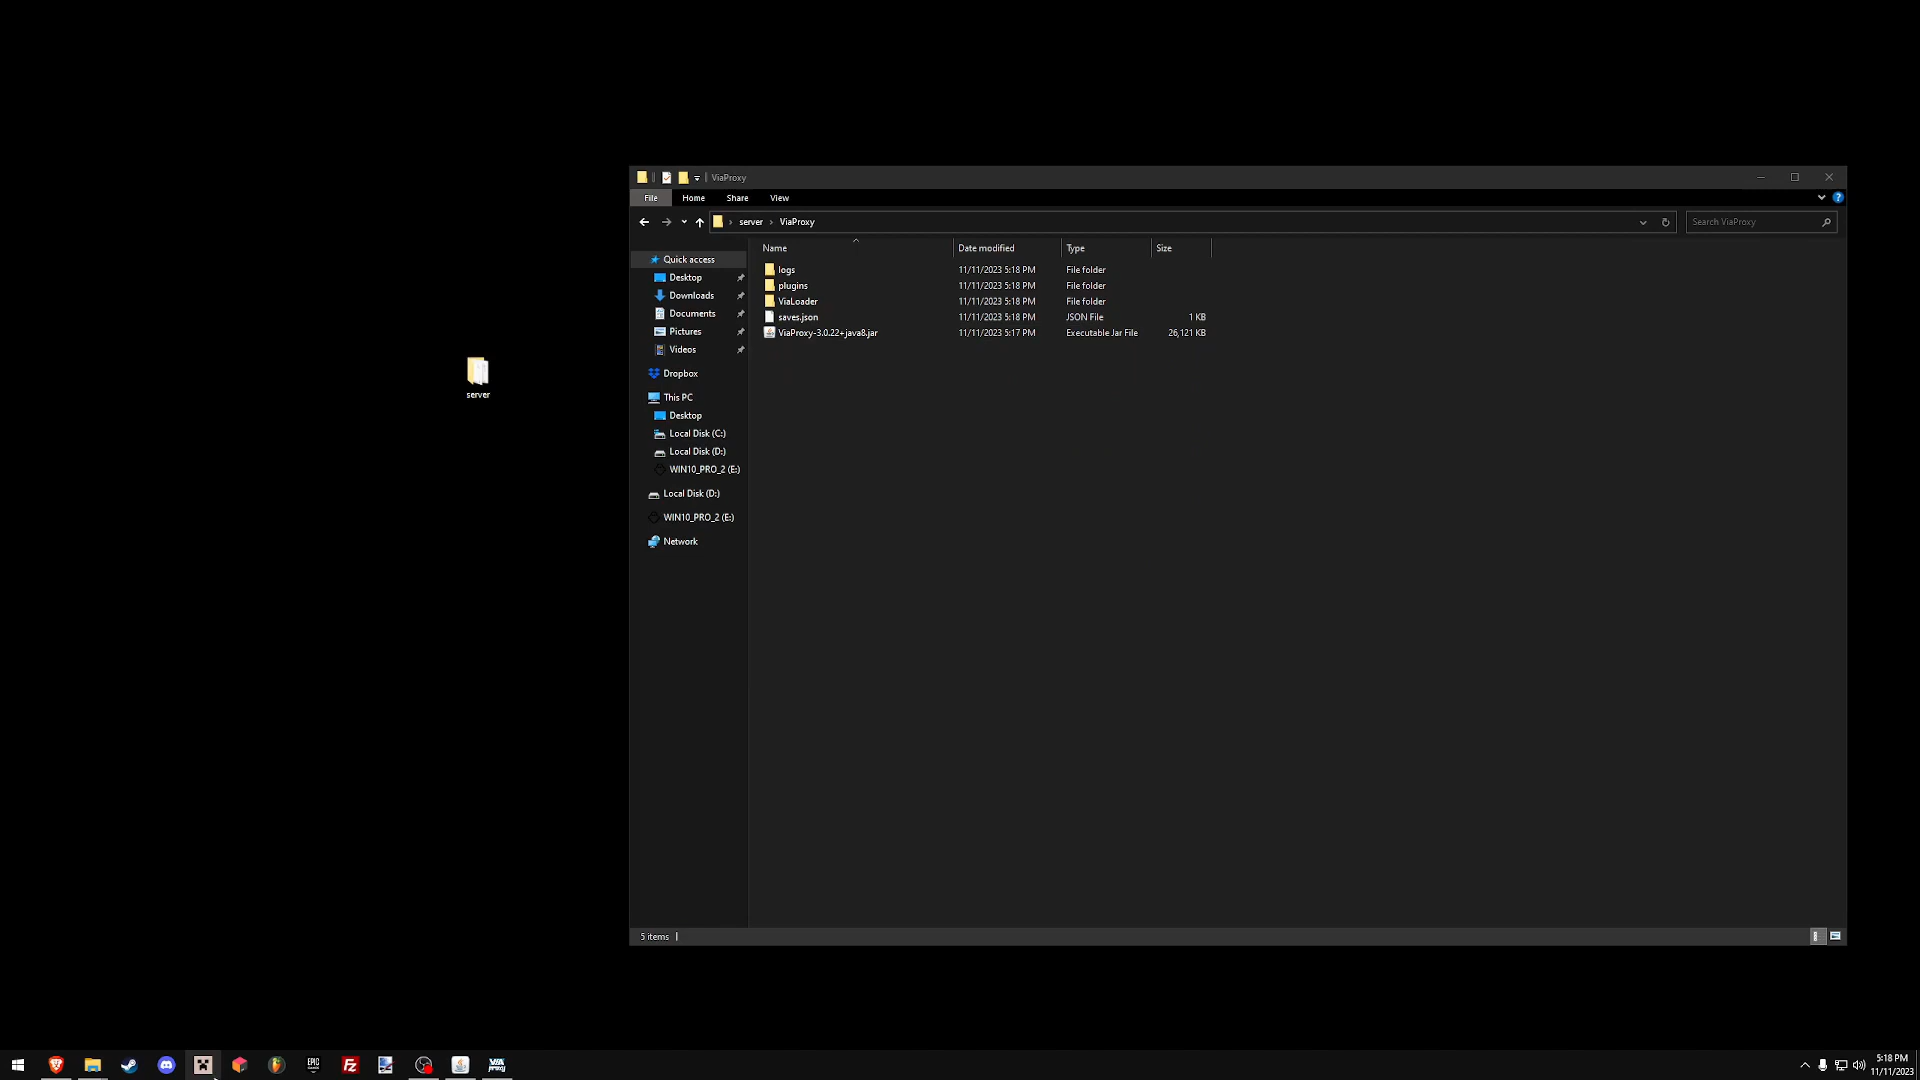 ViaProxy
File Home Share View
server ViaProxy
Search ViaProxy
Name Date modified Type Size
logs 11/11/2023 5:18 PM File folder
plugins 11/11/2023 5:18 PM File folder
ViaLoader 11/11/2023 5:18 PM File folder
saves.json 11/11/2023 5:18 PM JSON File 1 KB
ViaProxy-3.0.22+java8.jar 11/11/2023 5:17 PM Executable Jar File 26,121 KB
Quick access
Desktop
Downloads
Documents
Pictures
Videos
Dropbox
This PC
Desktop
Local Disk (C:)
Local Disk (D:)
WIN10_PRO_2 (E:)
Local Disk (D:)
WIN10_PRO_2 (E:)
Network
server
5 items
EPIC
FZ
VIA
proxy
5:18 PM
11/11/2023